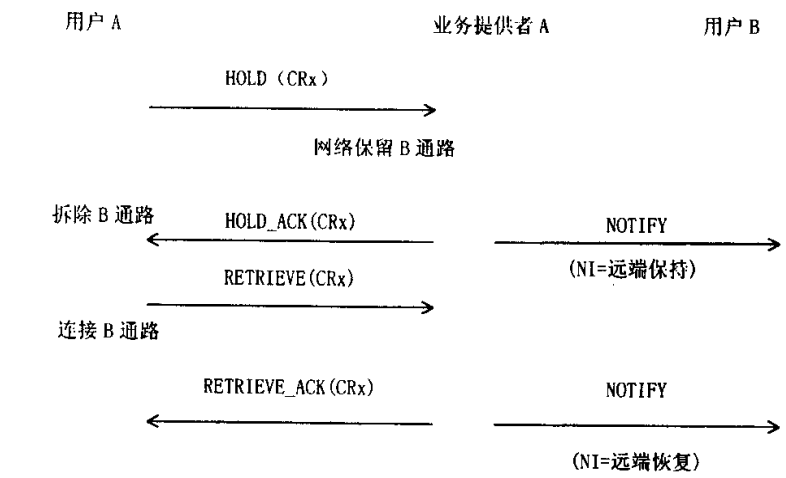 用户 A 业务提供者 A 用户 B
HOLD (CRx)
网络保留 B 通路
拆除 B 通路 HOLD_ACK(CRx) NOTIFY
(NI=远端保持)
RETRIEVE(CRx)
连接 B 通路
RETRIEVE_ACK(CRx) NOTIFY
(NI=远端恢复)